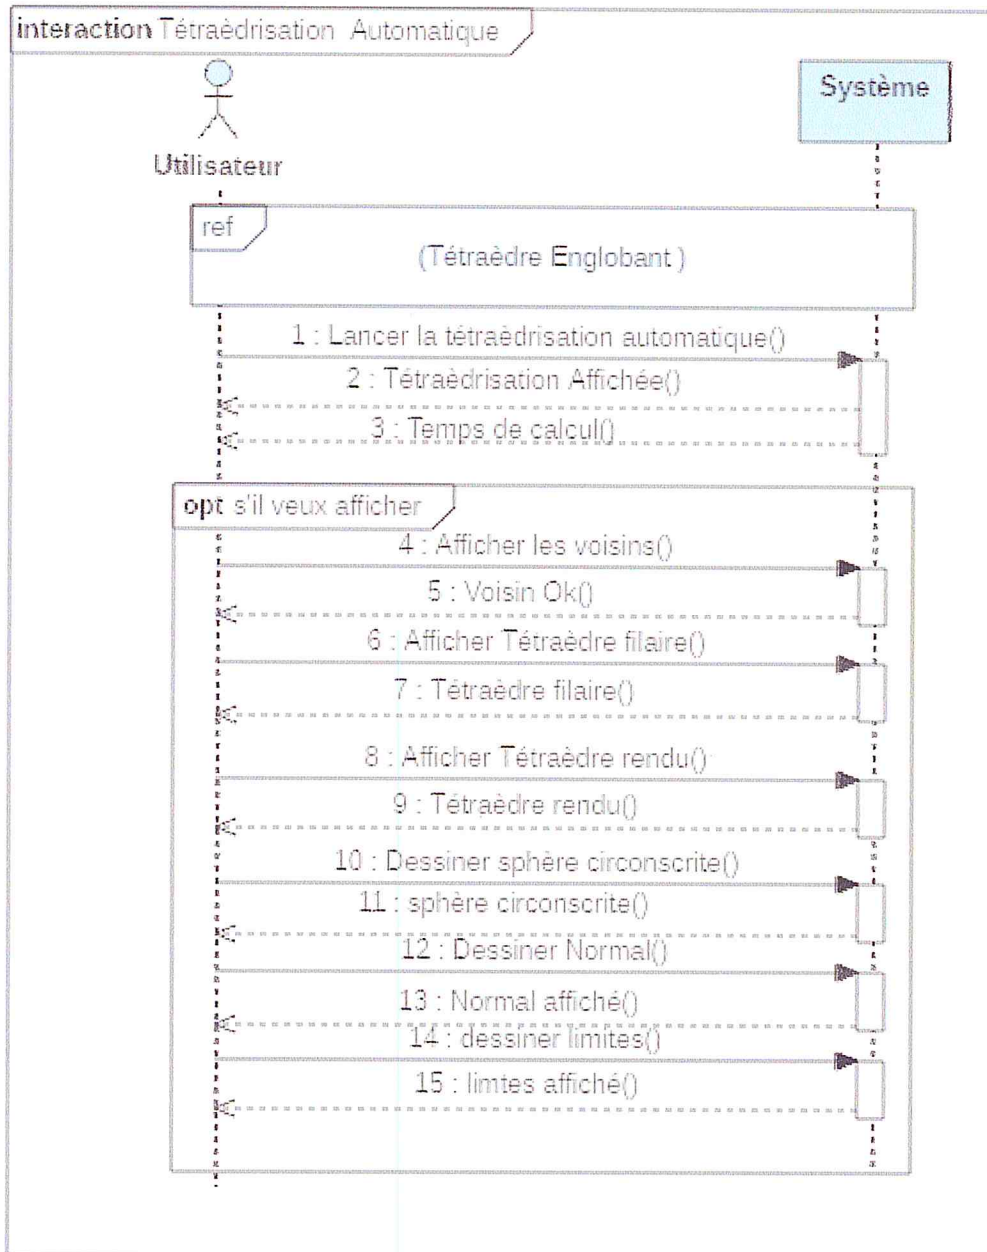 interaction Tétraèdrisation Automatique
Utilisateur
Système
ref
(Tétraèdre Englobant )
1 : Lancer la tétraèdrisation automatique()
2 : Tétraèdrisation Affichée()
3 : Temps de calcul()
opt s'il veux afficher
4 : Afficher les voisins()
5 : Voisin Ok()
6 : Afficher Tétraèdre filaire()
7 : Tétraèdre filaire()
8 : Afficher Tétraèdre rendu()
9 : Tétraèdre rendu()
10 : Dessiner sphère circonscrite()
11 : sphère circonscrite()
12 : Dessiner Normal()
13 : Normal affiché()
14 : dessiner limites()
15 : limtes affiché()